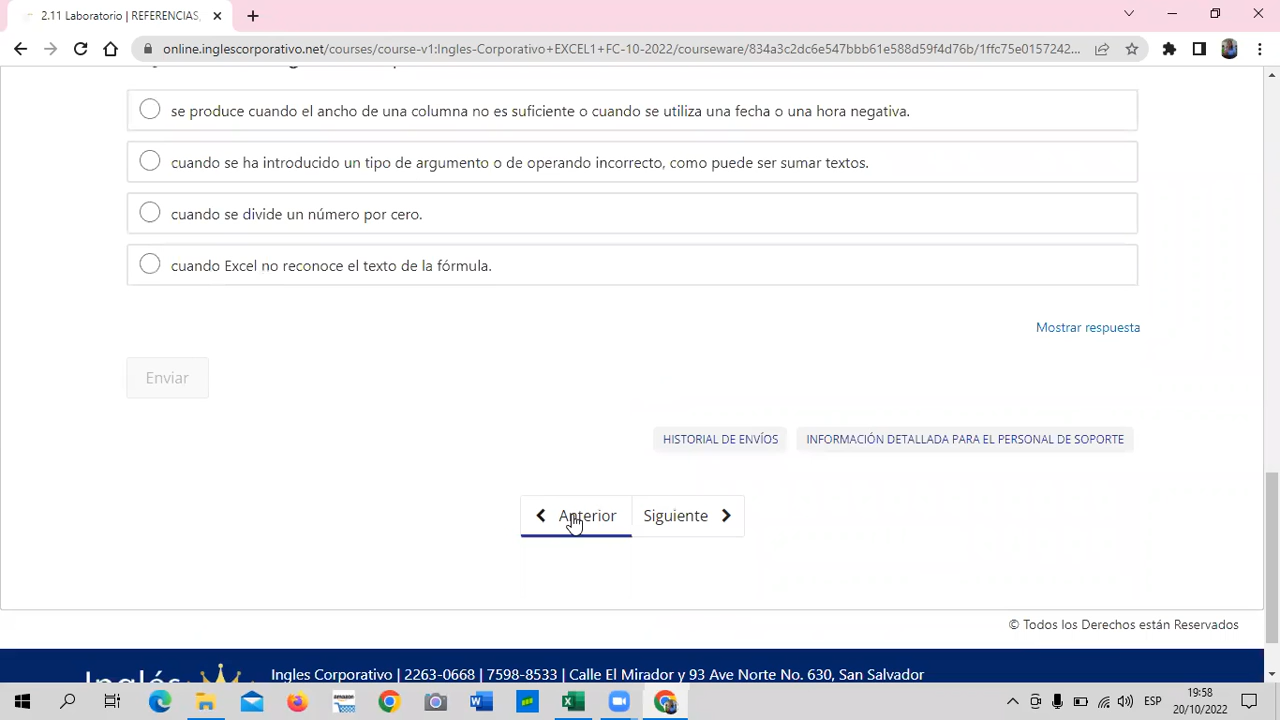 2.11 Laboratorio | REFERENCIAS,
online.inglescorporativo.net/courses/course-v1:Ingles-Corporativo+EXCEL1+FC-10-2022/courseware/334a3c2dc6e547bbb61e588d59f4d76b/1ffc75e0157242...
se produce cuando el ancho de una columna no es suficiente o cuando se utiliza una fecha o una hora negativa.
cuando se ha introducido un tipo de argumento o de operando incorrecto, como puede ser sumar textos.
cuando se divide un número por cero.
cuando Excel no reconoce el texto de la fórmula.
Mostrar respuesta
Enviar
HISTORIAL DE ENVÍOS INFORMACIÓN DETALLADA PARA EL PERSONAL DE SOPORTE
Anterior Siguiente
© Todos los Derechos están Reservados
Inglés
Ingles Corporativo | 2263-0668 | 7598-8533 | Calle El Mirador y 93 Ave Norte No. 630, San Salvador
ESP
19:58
20/10/2022